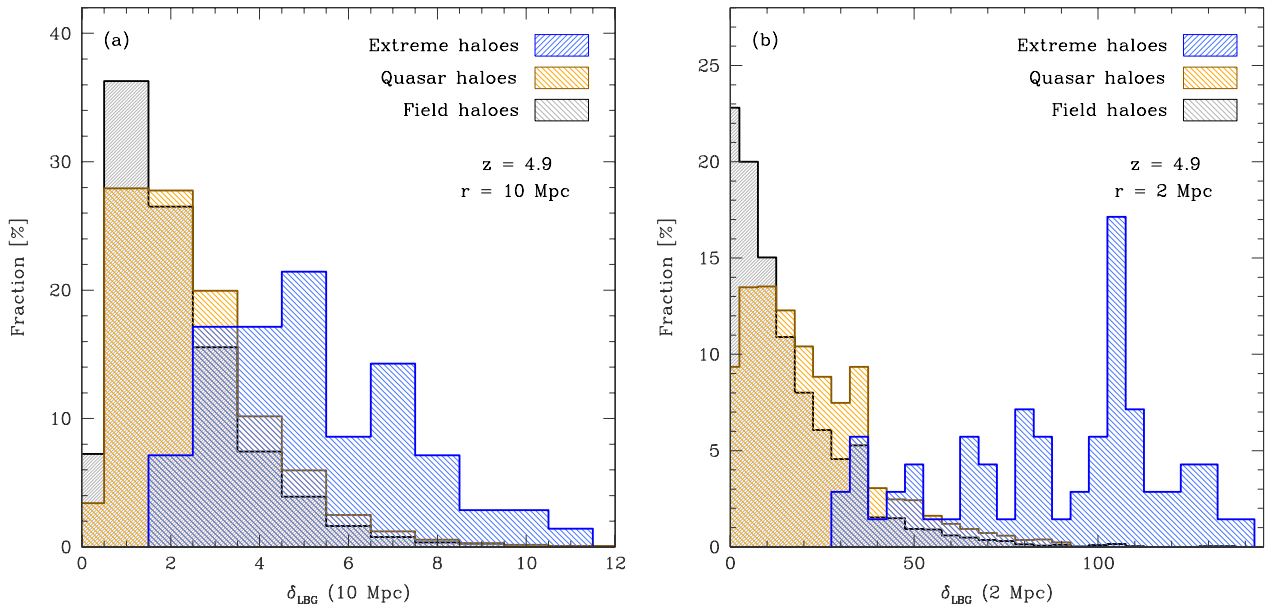 (a)
Extreme haloes
Quasar haloes
Field haloes
z = 4.9
r = 10 Mpc
Fraction [%]
40
30
20
10
0
0 2 4 6 8 10 12
δLBG (10 Mpc)
(b)
Extreme haloes
Quasar haloes
Field haloes
z = 4.9
r = 2 Mpc
Fraction [%]
25
20
15
10
5
0
0 50 100
δLBG (2 Mpc)